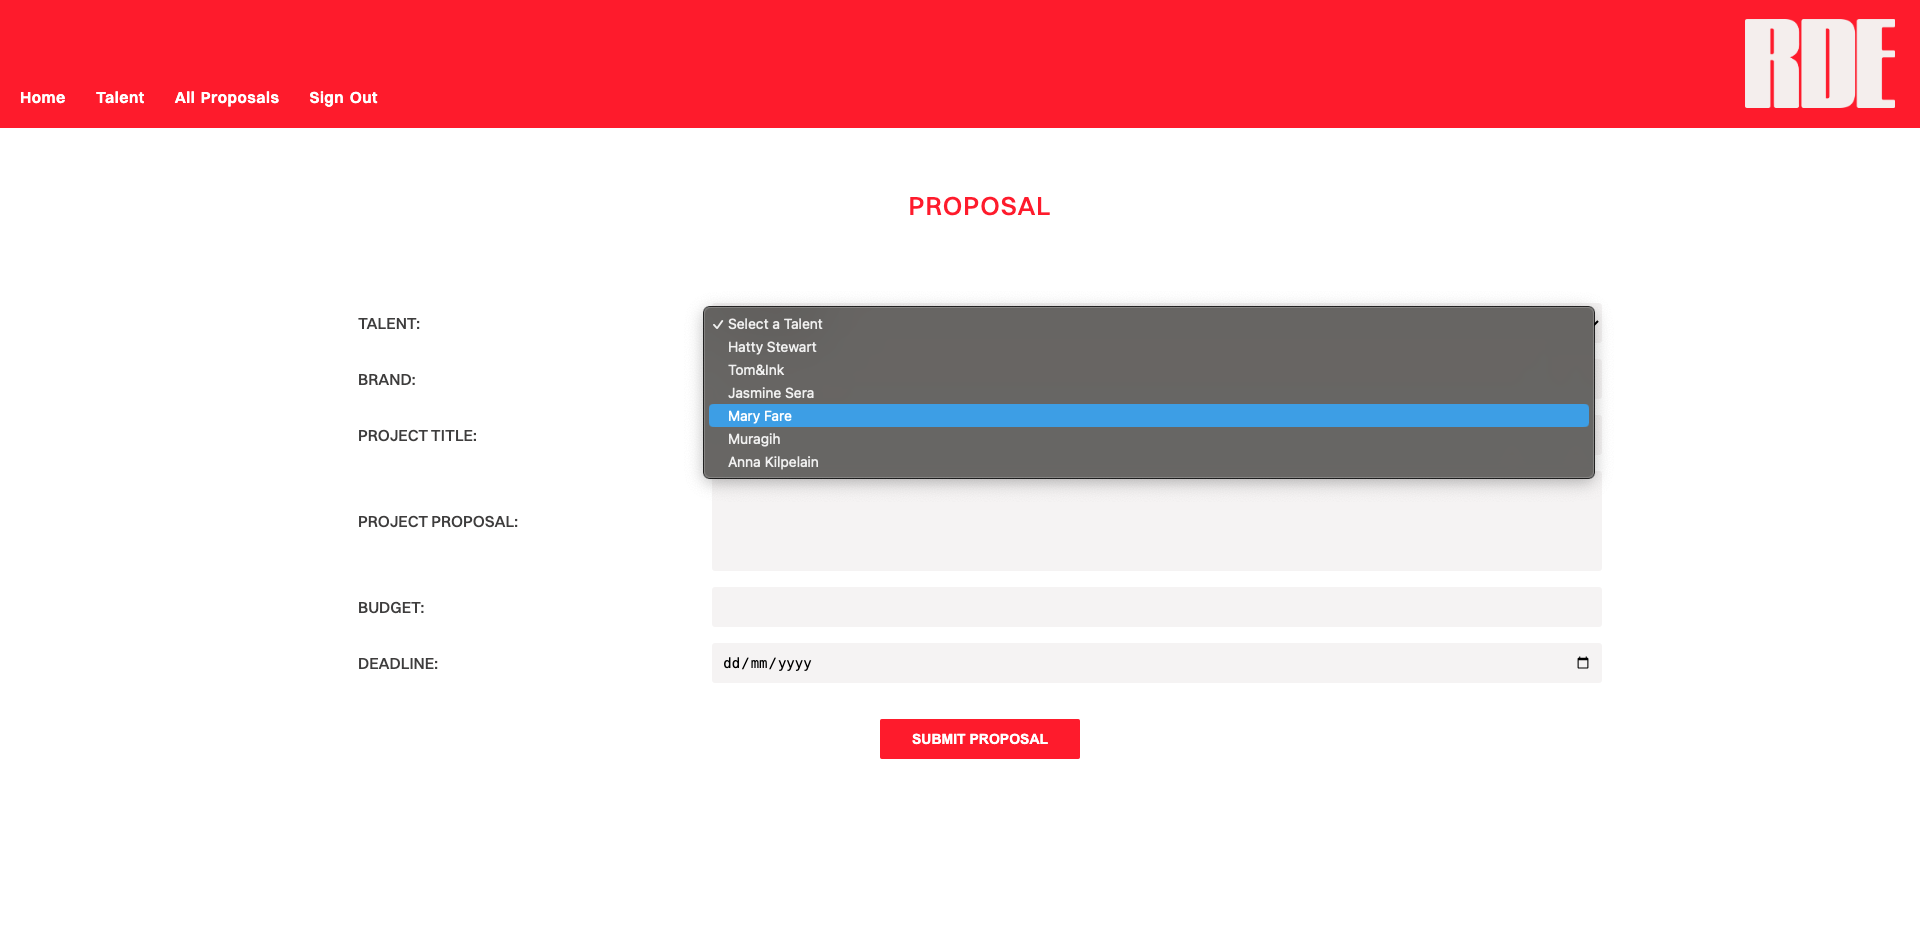 RDE
Home Talent All Proposals Sign Out
PROPOSAL
TALENT:
✓ Select a Talent
Hatty Stewart
Tom&Ink
Jasmine Sera
Mary Fare
Muragih
Anna Kilpelain
BRAND:
PROJECT TITLE:
PROJECT PROPOSAL:
BUDGET:
DEADLINE:
dd/mm/yyyy
SUBMIT PROPOSAL